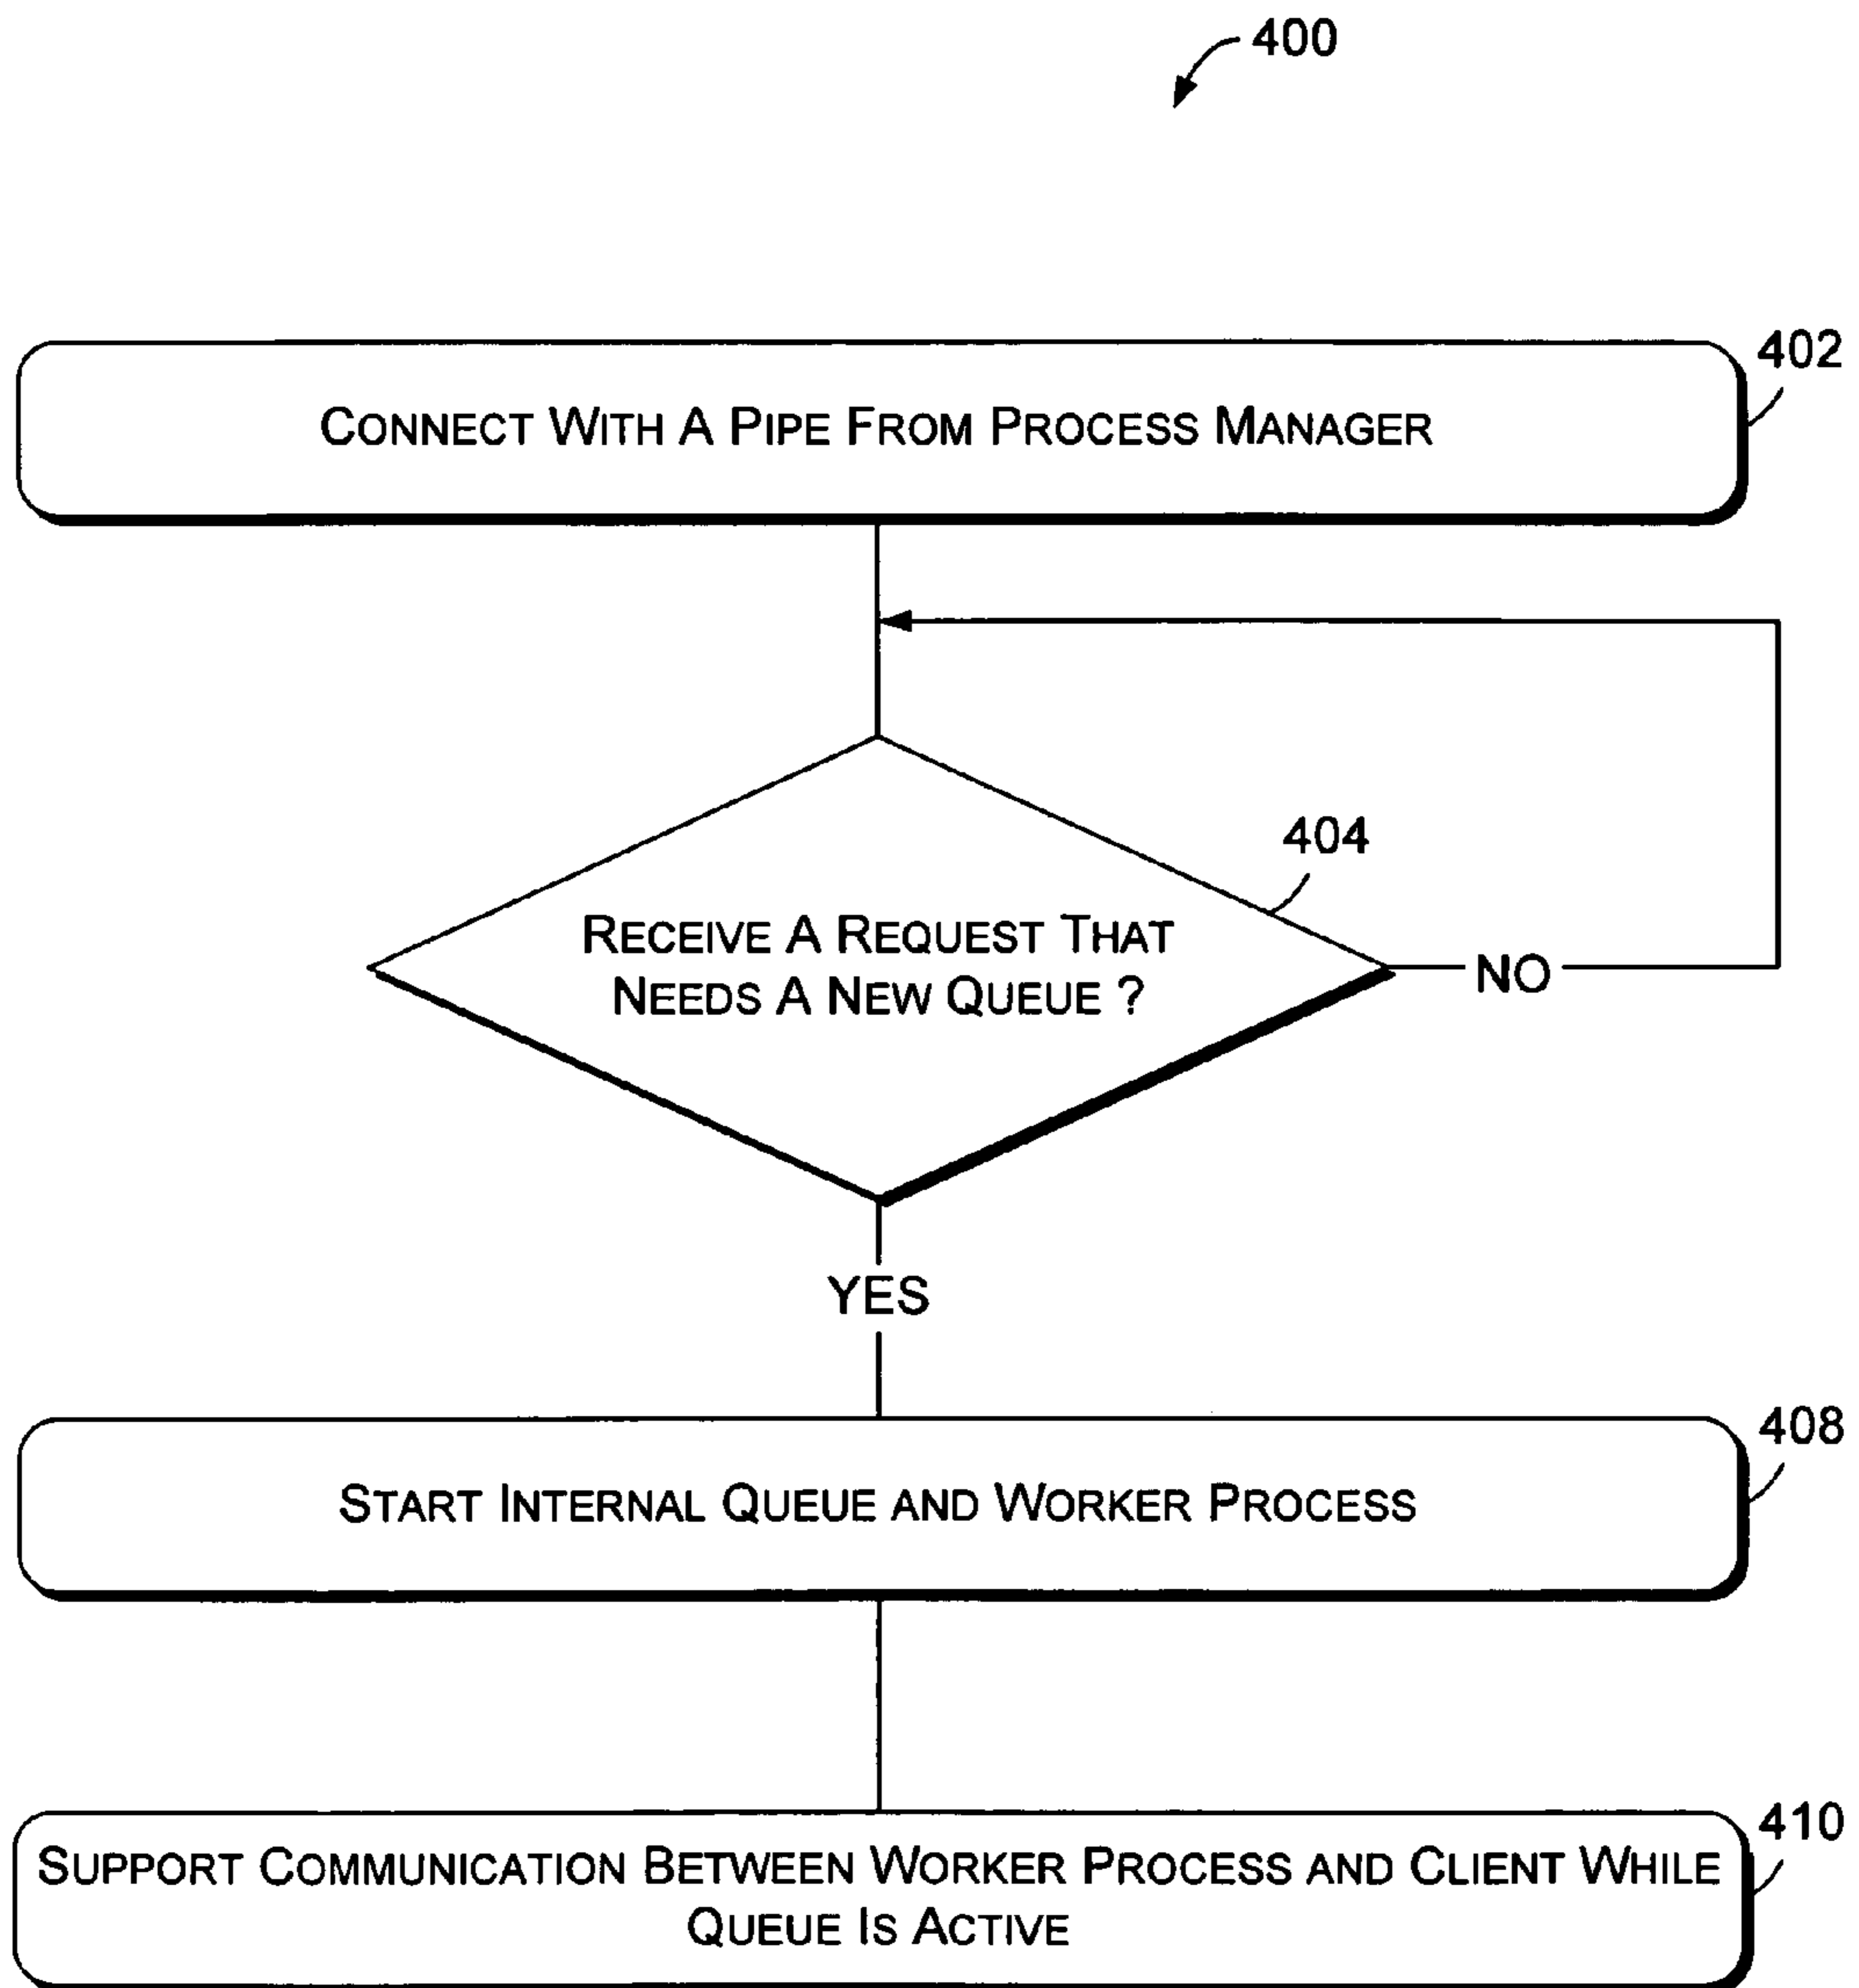 400
402
CONNECT WITH A PIPE FROM PROCESS MANAGER
404
RECEIVE A REQUEST THAT
NEEDS A NEW QUEUE ?
NO
YES
408
START INTERNAL QUEUE AND WORKER PROCESS
410
SUPPORT COMMUNICATION BETWEEN WORKER PROCESS AND CLIENT WHILE
QUEUE IS ACTIVE